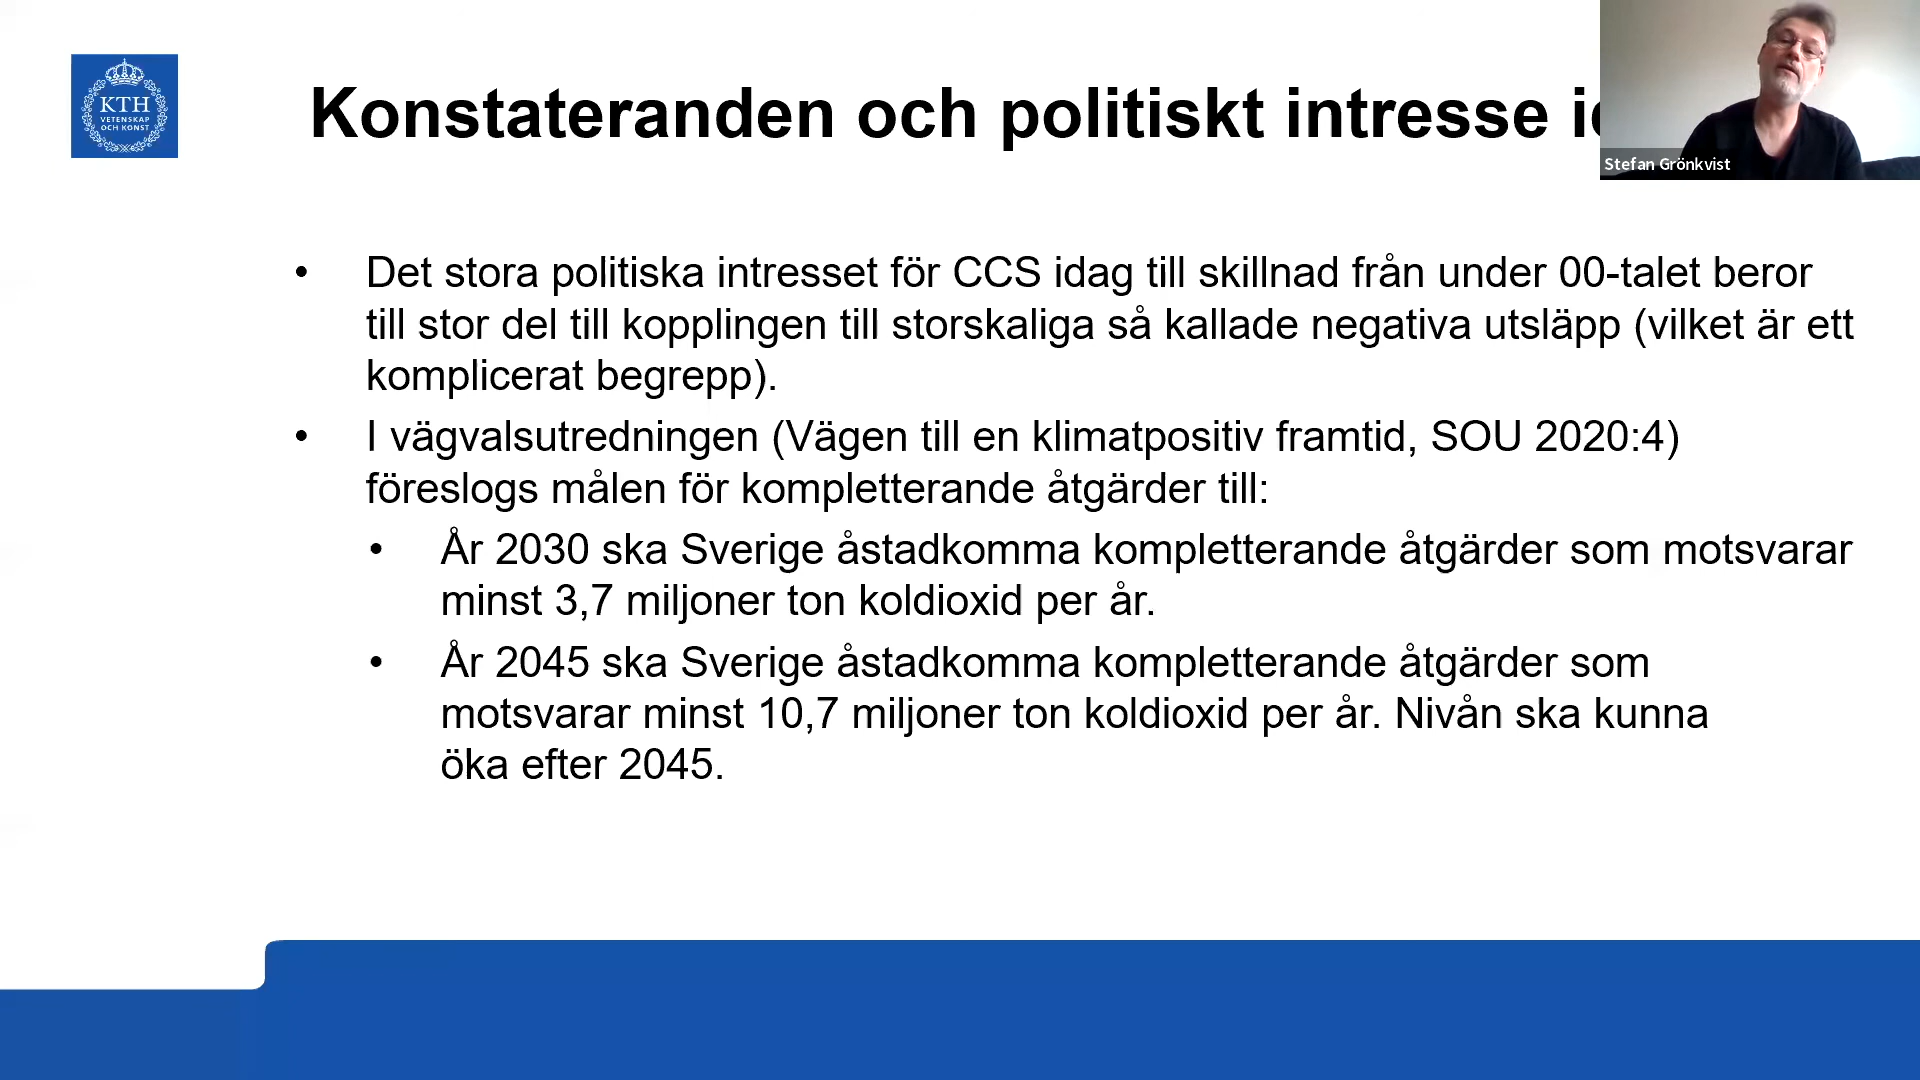 KTH
VETENSKAP
OCH KONST
Konstateranden och politiskt intresse
Stefan Grönkvist
• Det stora politiska intresset för CCS idag till skillnad från under 00-talet beror
till stor del till kopplingen till storskaliga så kallade negativa utsläpp (vilket är ett
komplicerat begrepp).
• I vägvalsutredningen (Vägen till en klimatpositiv framtid, SOU 2020:4)
föreslogs målen för kompletterande åtgärder till:
• År 2030 ska Sverige åstadkomma kompletterande åtgärder som motsvarar
minst 3,7 miljoner ton koldioxid per år.
• År 2045 ska Sverige åstadkomma kompletterande åtgärder som
motsvarar minst 10,7 miljoner ton koldioxid per år. Nivån ska kunna
öka efter 2045.